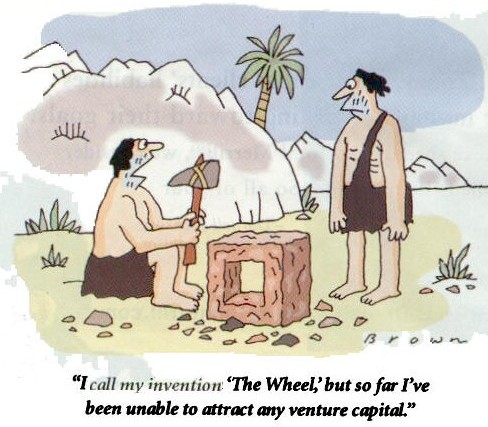 Brown
“I call my invention ‘The Wheel,’ but so far I’ve
been unable to attract any venture capital.”